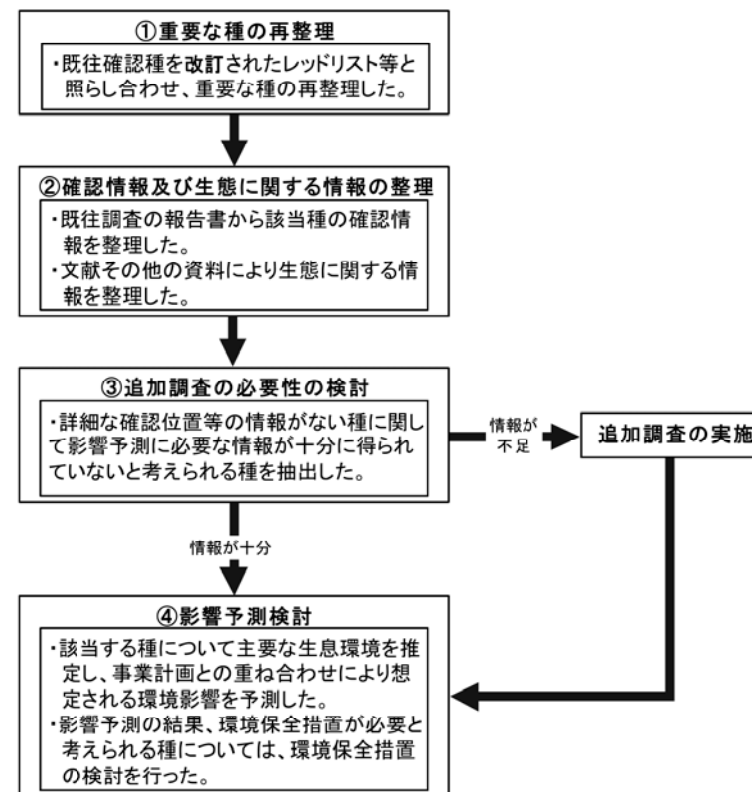 ①重要な種の再整理
・既往確認種を改訂されたレッドリスト等と
照らし合わせ、重要な種の再整理した。
②確認情報及び生態に関する情報の整理
・既往調査の報告書から該当種の確認情
報を整理した。
・文献その他の資料により生態に関する情
報を整理した。
③追加調査の必要性の検討
・詳細な確認位置等の情報がない種に関し
て影響予測に必要な情報が十分に得られ
ていないと考えられる種を抽出した。
情報が
不足
追加調査の実施
情報が十分
④影響予測検討
・該当する種について主要な生息環境を推
定し、事業計画との重ね合わせにより想
定される環境影響を予測した。
・影響予測の結果、環境保全措置が必要と
考えられる種については、環境保全措置
の検討を行った。